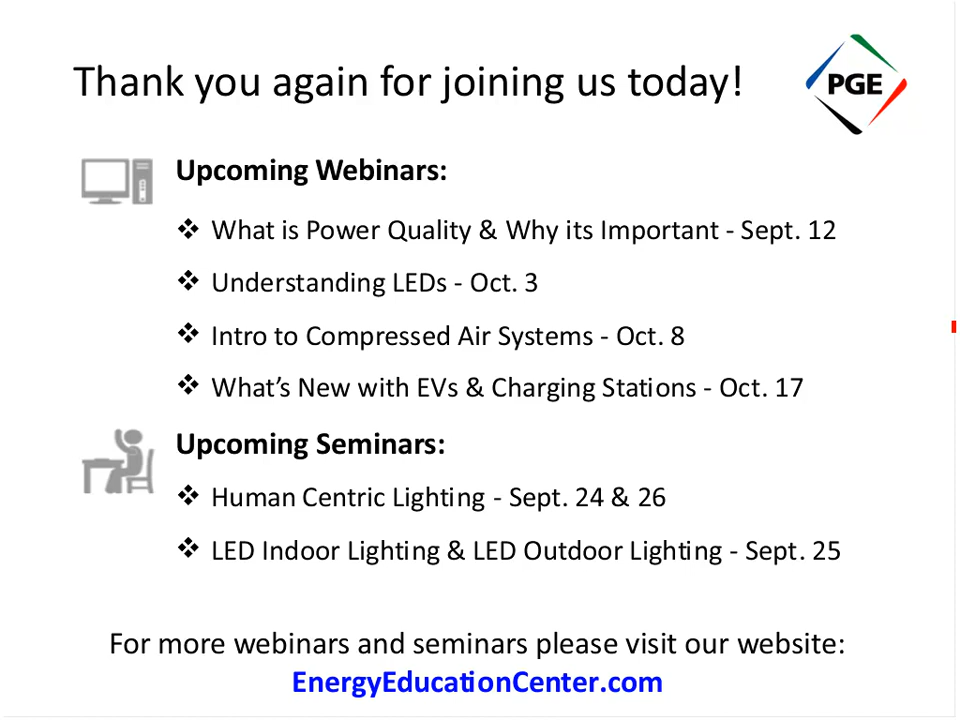 Thank you again for joining us today!
PGE
Upcoming Webinars:
❖ What is Power Quality & Why its Important - Sept. 12
❖ Understanding LEDs - Oct. 3
❖ Intro to Compressed Air Systems - Oct. 8
❖ What’s New with EVs & Charging Stations - Oct. 17
Upcoming Seminars:
❖ Human Centric Lighting - Sept. 24 & 26
❖ LED Indoor Lighting & LED Outdoor Lighting - Sept. 25
For more webinars and seminars please visit our website:
EnergyEducationCenter.com